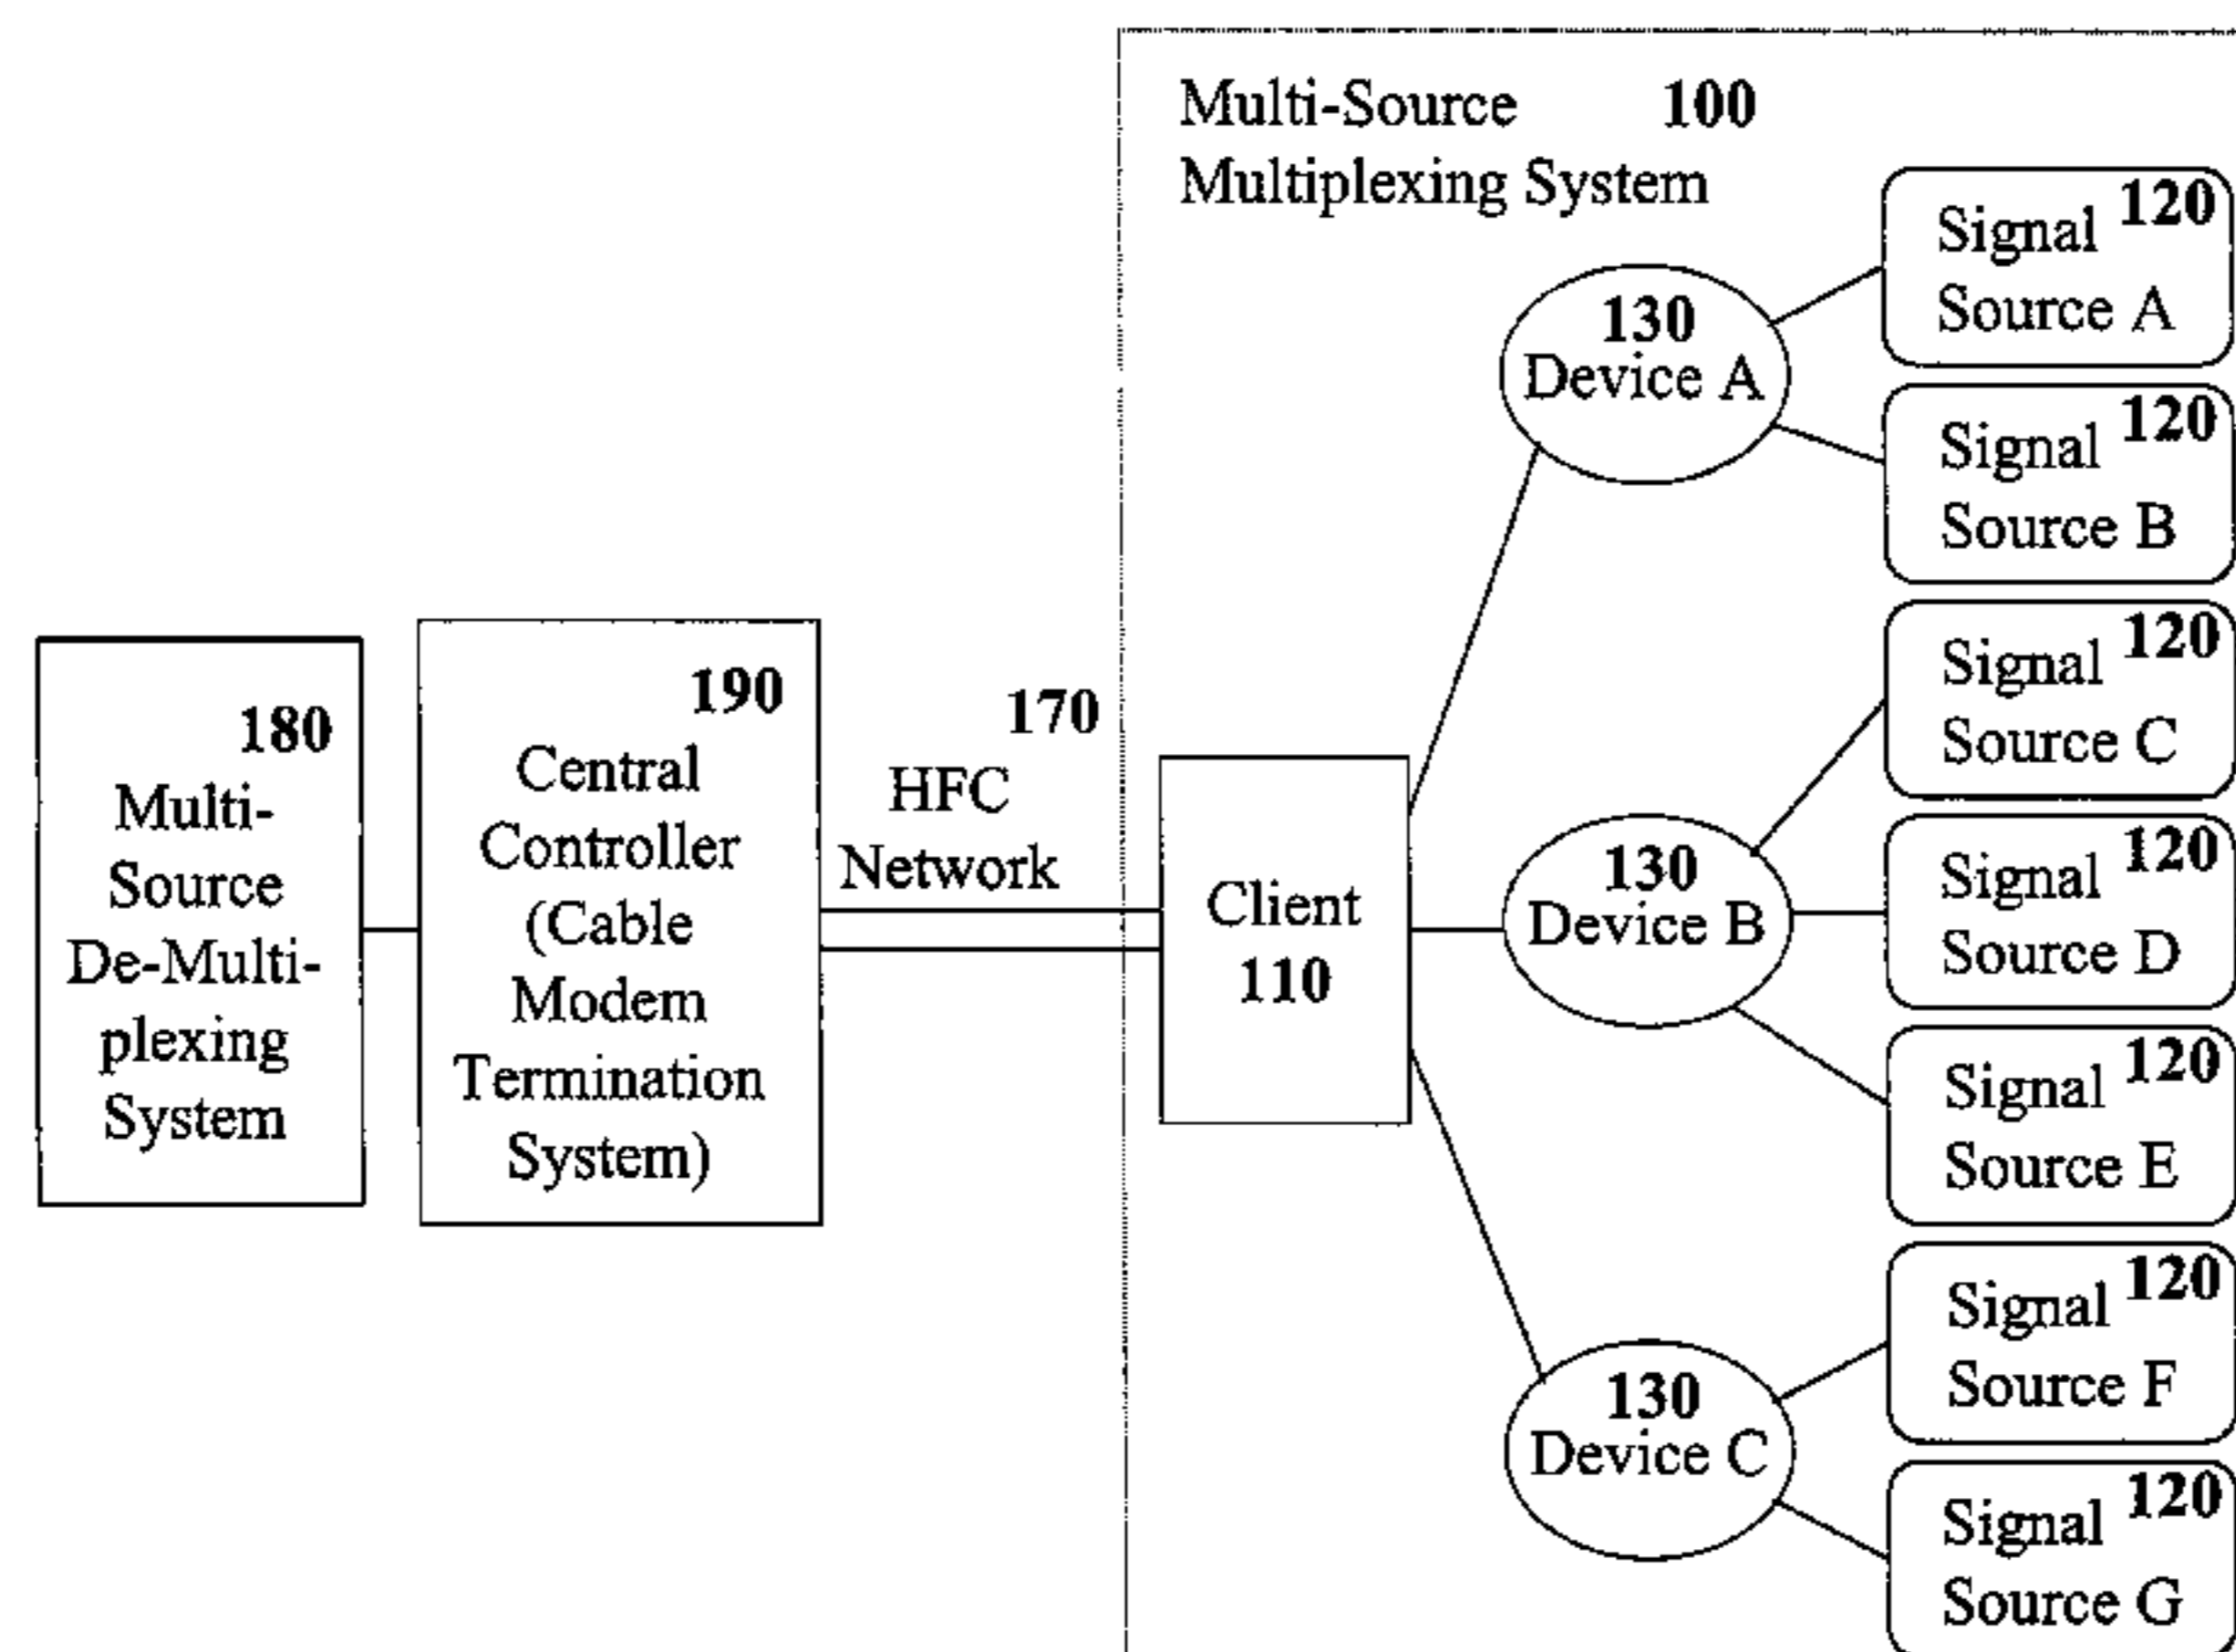 Multi-Source 100
Multiplexing System
120
Signal
Source A
130
Device A
120
Signal
Source B
120
Signal
Source C
190
170
180
Multi-
Source
De-Multi-
plexing
System
Central
Controller
(Cable
Modem
Termination
System)
HFC
Network
Client
110
130
Device B
120
Signal
Source D
120
Signal
Source E
120
Signal
Source F
130
Device C
120
Signal
Source G